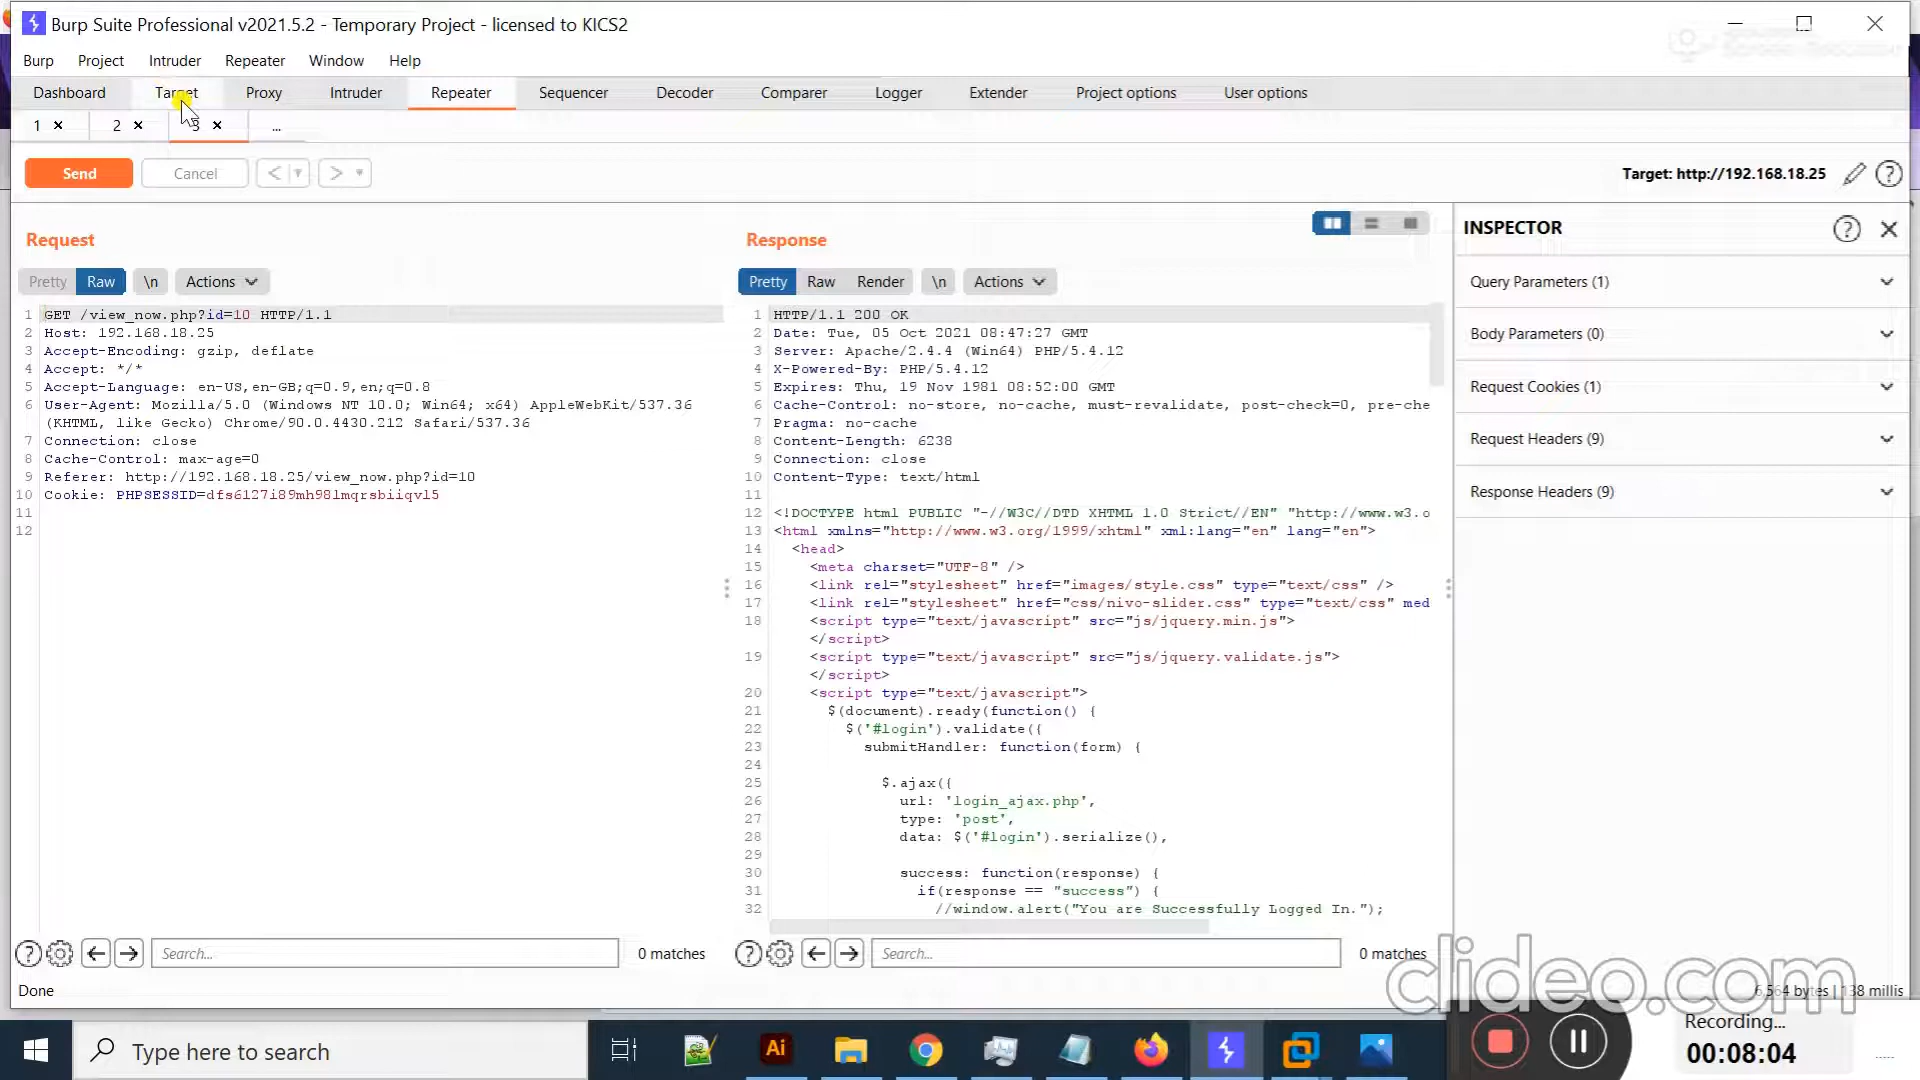 Burp Suite Professional v2021.5.2 - Temporary Project - licensed to KICS2
Burp Project Intruder Repeater Window Help
Dashboard Target Proxy Intruder Repeater Sequencer Decoder Comparer Logger Extender Project options User options
1 × 2 × 3 × ...
Send Cancel < > Target: http://192.168.18.25
Request
Pretty Raw \n Actions
1 GET /view_now.php?id=10 HTTP/1.1
2 Host: 192.168.18.25
3 Accept-Encoding: gzip, deflate
4 Accept: */*
5 Accept-Language: en-US,en-GB;q=0.9,en;q=0.8
6 User-Agent: Mozilla/5.0 (Windows NT 10.0; Win64; x64) AppleWebKit/537.36
(KHTML, like Gecko) Chrome/90.0.4430.212 Safari/537.36
7 Connection: close
8 Cache-Control: max-age=0
9 Referer: http://192.168.18.25/view_now.php?id=10
10 Cookie: PHPSESSID=dfs6127i89mh98lmqrsbiiqvl5
11
12
Search... 0 matches
Response
Pretty Raw Render \n Actions
1 HTTP/1.1 200 OK
2 Date: Tue, 05 Oct 2021 08:47:27 GMT
3 Server: Apache/2.4.4 (Win64) PHP/5.4.12
4 X-Powered-By: PHP/5.4.12
5 Expires: Thu, 19 Nov 1981 08:52:00 GMT
6 Cache-Control: no-store, no-cache, must-revalidate, post-check=0, pre-che
7 Pragma: no-cache
8 Content-Length: 6238
9 Connection: close
10 Content-Type: text/html
11
12 <!DOCTYPE html PUBLIC "-//W3C//DTD XHTML 1.0 Strict//EN" "http://www.w3.o
13 <html xmlns="http://www.w3.org/1999/xhtml" xml:lang="en" lang="en">
14 <head>
15 <meta charset="UTF-8" />
16 <link rel="stylesheet" href="images/style.css" type="text/css" />
17 <link rel="stylesheet" href="css/nivo-slider.css" type="text/css" med
18 <script type="text/javascript" src="js/jquery.min.js">
</script>
19 <script type="text/javascript" src="js/jquery.validate.js">
</script>
20 <script type="text/javascript">
21 $(document).ready(function() {
22 $('#login').validate({
23 submitHandler: function(form) {
24
25 $.ajax({
26 url: 'login_ajax.php',
27 type: 'post',
28 data: $('#login').serialize(),
29
30 success: function(response) {
31 if(response == "success") {
32 //window.alert("You are Successfully Logged In.");
Search... 0 matches
INSPECTOR
Query Parameters (1)
Body Parameters (0)
Request Cookies (1)
Request Headers (9)
Response Headers (9)
Done
6,564 bytes | 138 millis
clideo.com
Type here to search
Ai
Recording...
00:08:04